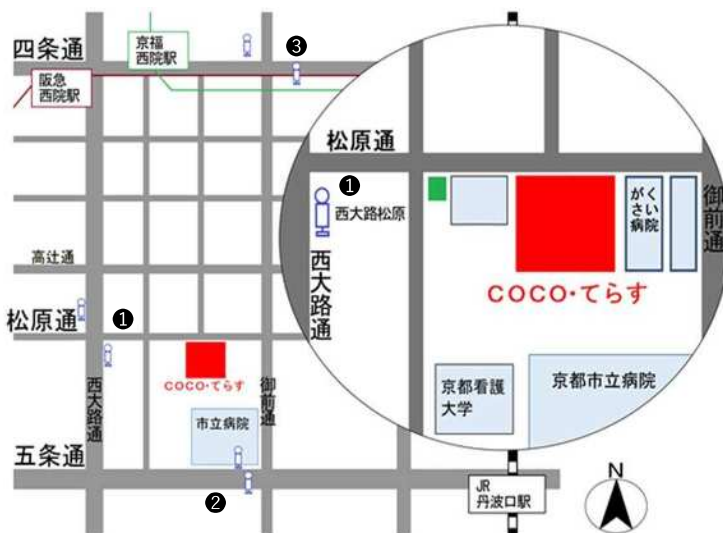 四条通
京福
西院駅
❸
阪急
西院駅
高辻通
松原通
❶
西大路通
COCO・てらす
御前通
市立病院
五条通
❷
松原通
❶
西大路松原
西大路通
COCO・てらす
がくさい
病院
御前通
京都看護
大学
京都市立病院
JR
丹波口駅
N